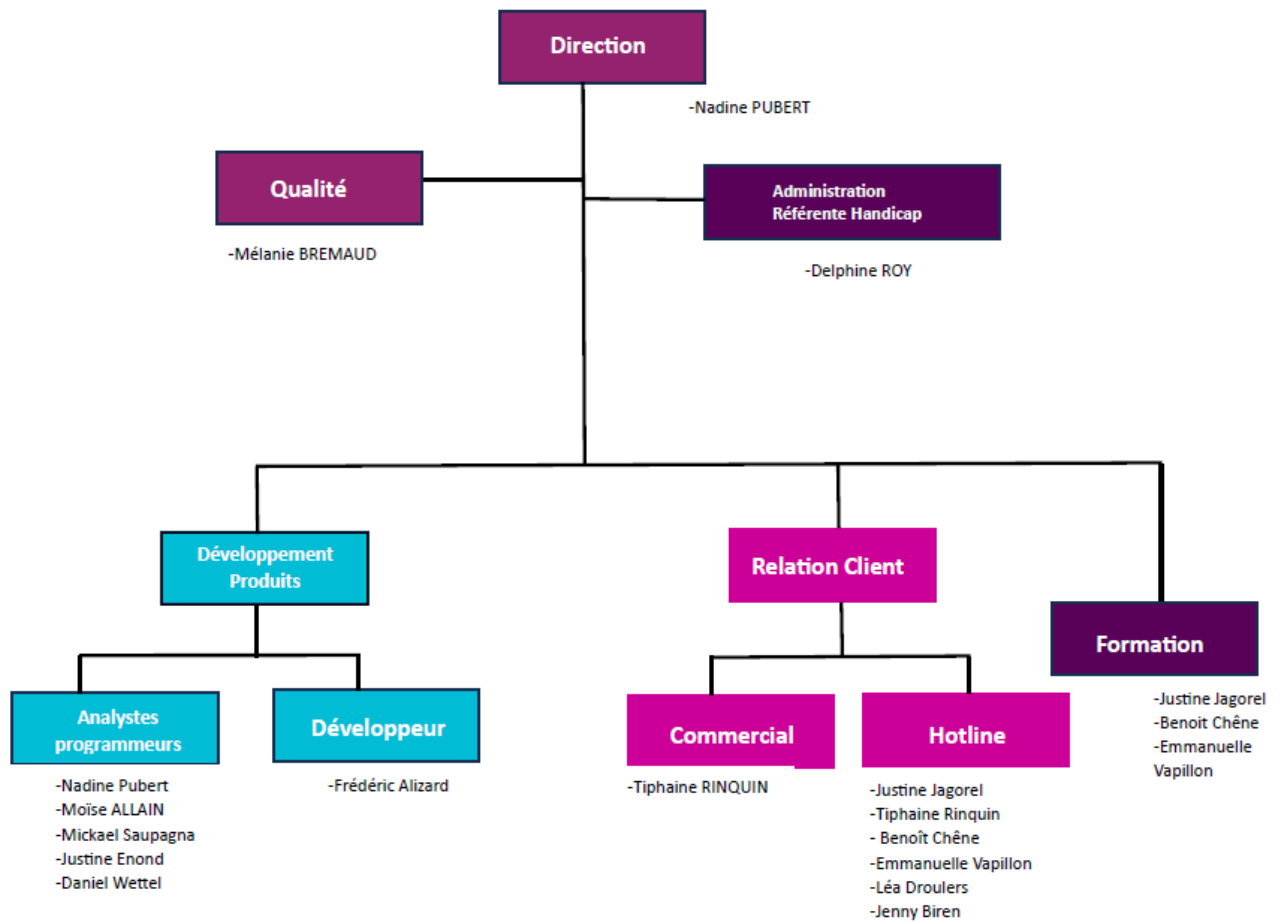 Direction
-Nadine PUBERT
Qualité
-Mélanie BREMAUD
Administration
Référente Handicap
-Delphine ROY
Développement
Produits
Relation Client
Formation
-Justine Jagorel
-Benoit Chêne
-Emmanuelle
Vapillon
Analystes
programmeurs
-Nadine Pubert
-Moïse ALLAIN
-Mickael Saupagna
-Justine Enond
-Daniel Wettel
Développeur
-Frédéric Alizard
Commercial
-Tiphaine RINQUIN
Hotline
-Justine Jagorel
-Tiphaine Rinquin
- Benoît Chêne
-Emmanuelle Vapillon
-Léa Droulers
-Jenny Biren